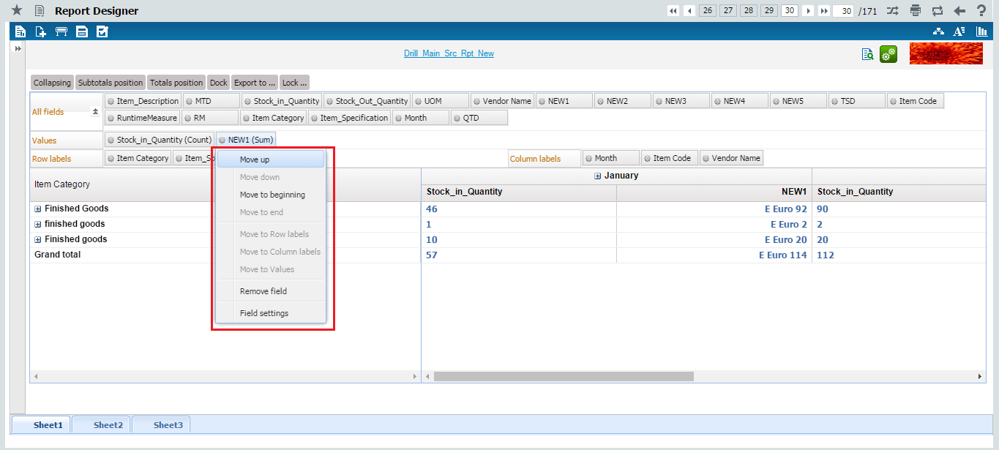 Report Designer
26 27 28 29 30 30 /171
Drill_Main_Src_Rpt_New
Collapsing Subtotals position Totals position Dock Export to ... Lock ...
All fields
Item_Description MTD Stock_in_Quantity Stock_Out_Quantity UOM Vendor Name NEW1 NEW2 NEW3 NEW4 NEW5 TSD Item Code
RuntimeMeasure RM Item Category Item_Specification Month QTD
Values Stock_in_Quantity (Count) NEW1 (Sum)
Row labels Item Category Column labels Month Item Code Vendor Name
Move up
Move down
Move to beginning
Move to end
Move to Row labels
Move to Column labels
Move to Values
Remove field
Field settings
Item Category January
Stock_in_Quantity NEW1 Stock_in_Quantity
Finished Goods 46 E Euro 92 90
finished goods 1 E Euro 2 2
Finished goods 10 E Euro 20 20
Grand total 57 E Euro 114 112
Sheet1 Sheet2 Sheet3